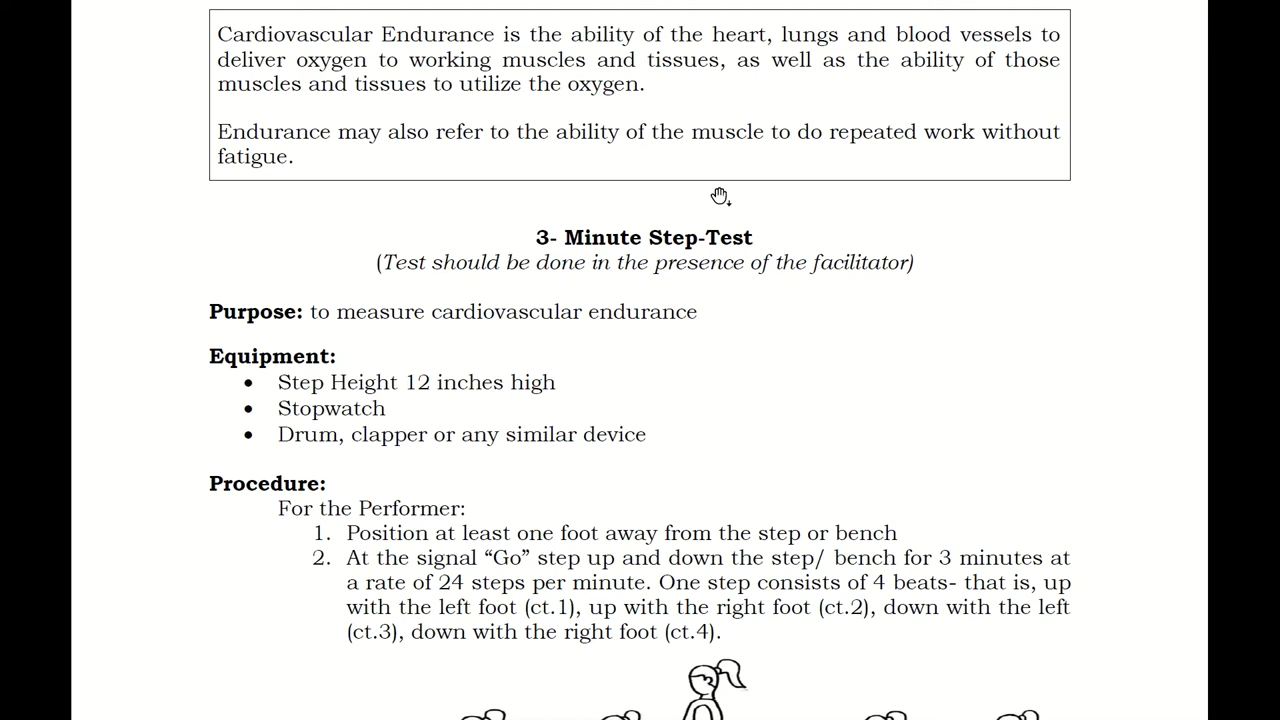 Cardiovascular Endurance is the ability of the heart, lungs and blood vessels to
deliver oxygen to working muscles and tissues, as well as the ability of those
muscles and tissues to utilize the oxygen.
Endurance may also refer to the ability of the muscle to do repeated work without
fatigue.
3- Minute Step-Test
(Test should be done in the presence of the facilitator)
Purpose: to measure cardiovascular endurance
Equipment:
• Step Height 12 inches high
• Stopwatch
• Drum, clapper or any similar device
Procedure:
For the Performer:
1. Position at least one foot away from the step or bench
2. At the signal “Go” step up and down the step/ bench for 3 minutes at
a rate of 24 steps per minute. One step consists of 4 beats- that is, up
with the left foot (ct.1), up with the right foot (ct.2), down with the left
(ct.3), down with the right foot (ct.4).